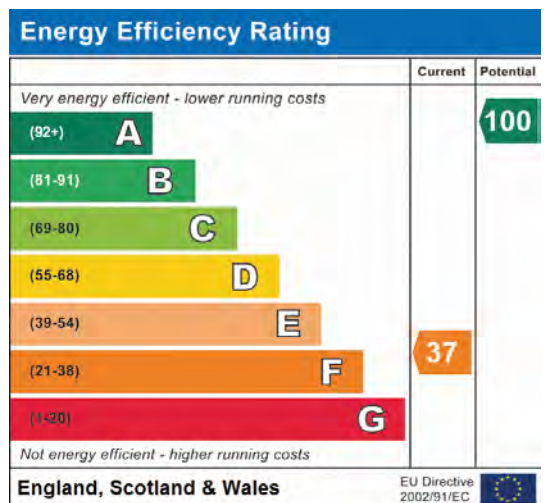 Energy Efficiency Rating
Current Potential
Very energy efficient - lower running costs
(92+) A
100
(81-91) B
(69-80) C
(55-68) D
(39-54) E
(21-38) F
37
(1-20) G
Not energy efficient - higher running costs
England, Scotland & Wales
EU Directive
2002/91/EC